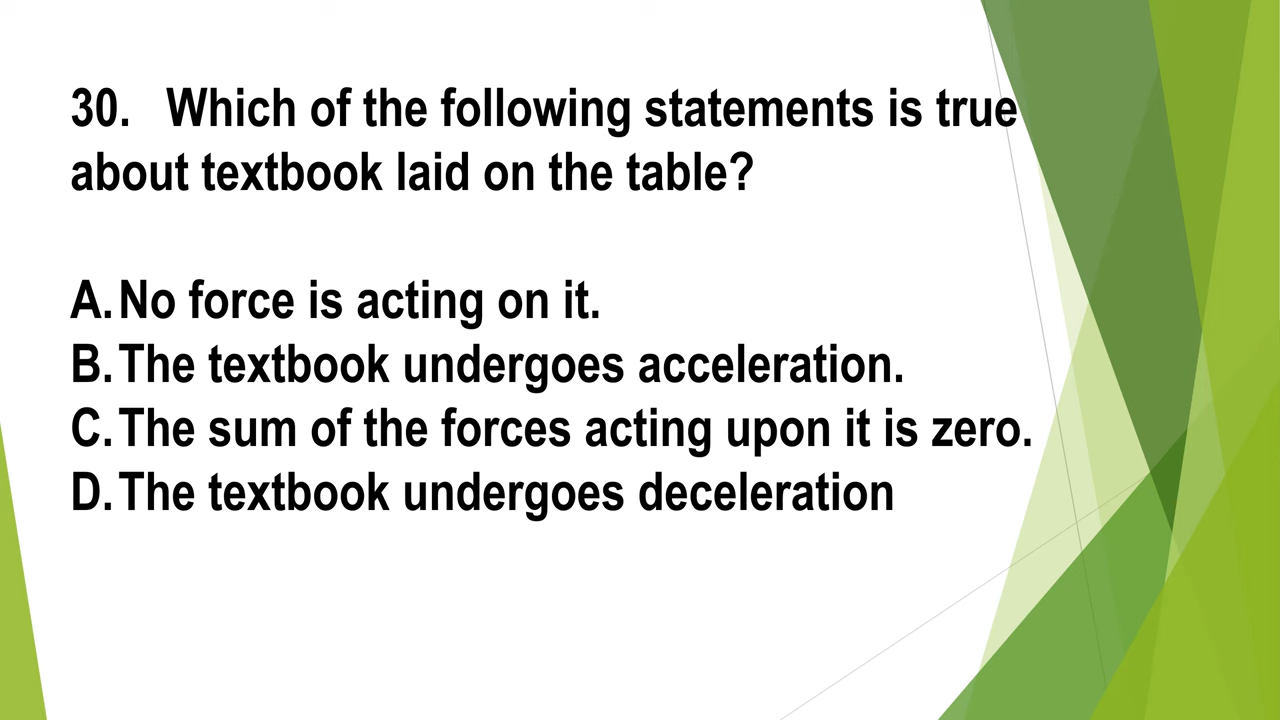 30. Which of the following statements is true
about textbook laid on the table?
A. No force is acting on it.
B. The textbook undergoes acceleration.
C. The sum of the forces acting upon it is zero.
D. The textbook undergoes deceleration